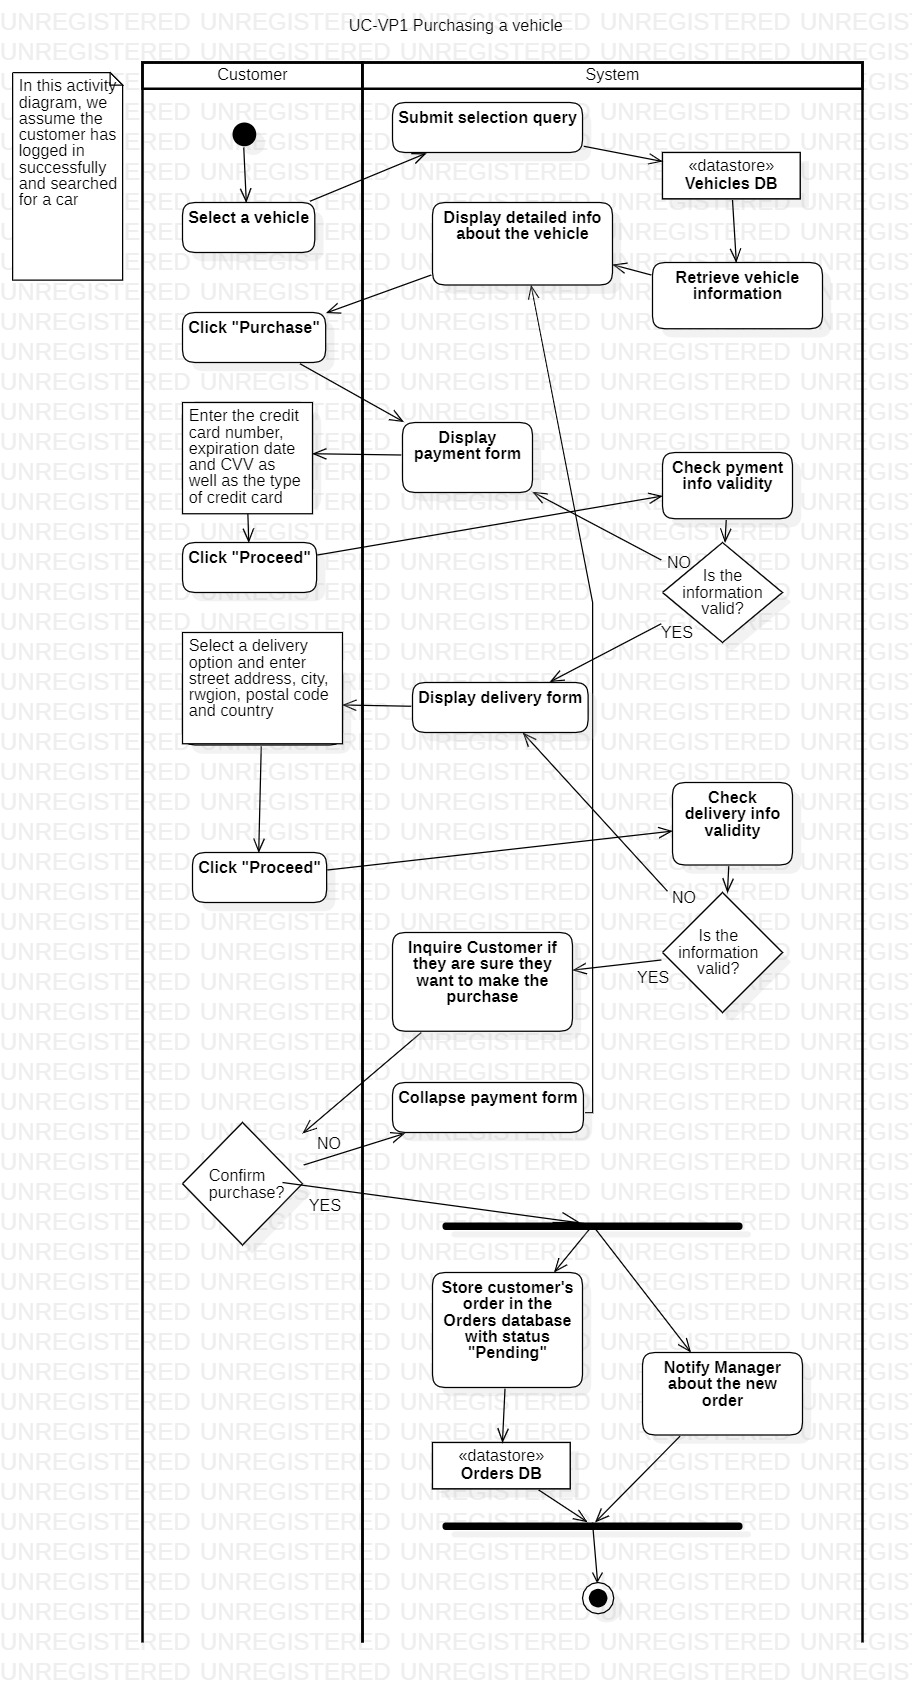 UC-VP1 Purchasing a vehicle
Customer
System
In this activity
diagram, we
assume the
customer has
logged in
successfully
and searched
for a car
Submit selection query
«datastore»
Vehicles DB
Select a vehicle
Display detailed info
about the vehicle
Retrieve vehicle
information
Click "Purchase"
Enter the credit
card number,
expiration date
and CVV as
well as the type
of credit card
Display
payment form
Check pyment
info validity
Click "Proceed"
NO
Is the
information
valid?
YES
Select a delivery
option and enter
street address, city,
rwgion, postal code
and country
Display delivery form
Check
delivery info
validity
Click "Proceed"
NO
Is the
information
valid?
YES
Inquire Customer if
they are sure they
want to make the
purchase
Collapse payment form
NO
Confirm
purchase?
YES
Store customer's
order in the
Orders database
with status
"Pending"
Notify Manager
about the new
order
«datastore»
Orders DB
UNREGISTERED UNREGISTERED UNREGISTERED UNREGISTERED UNREGIS